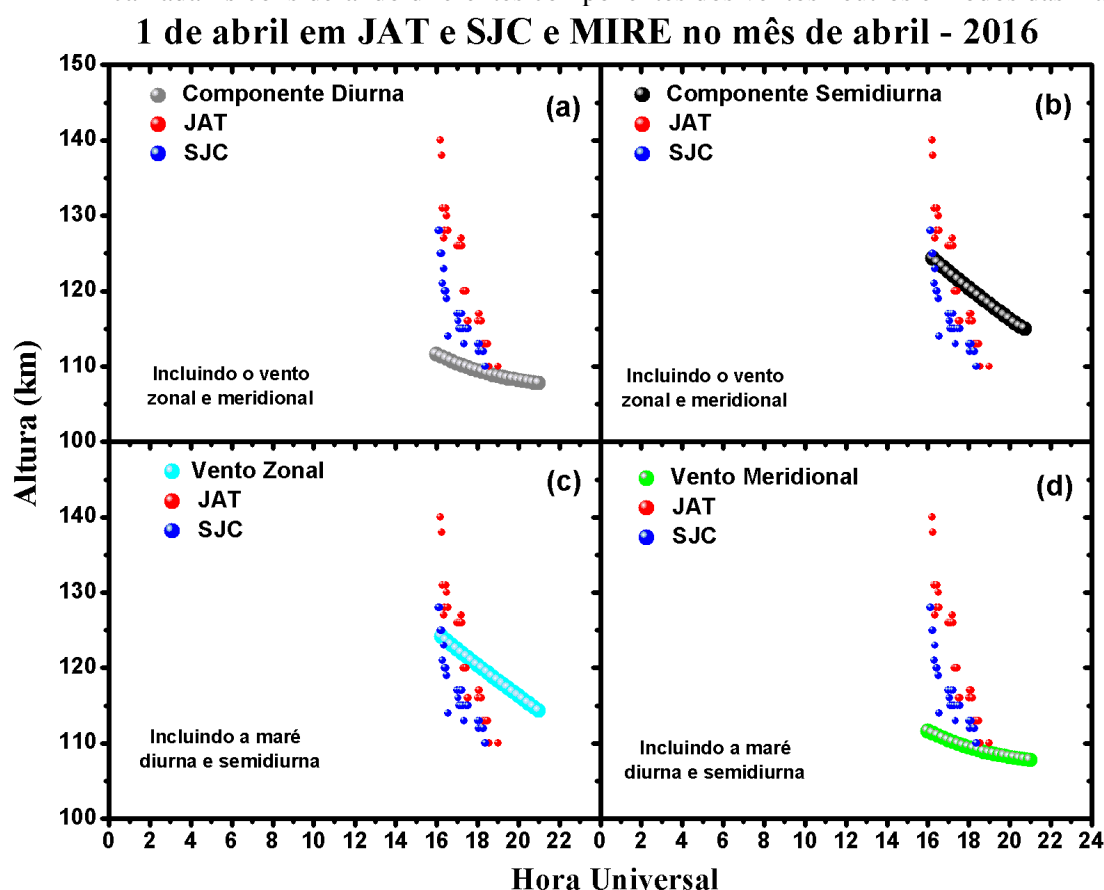 1 de abril em JAT e SJC e MIRE no mês de abril - 2016
Altura (km)
150
140
130
120
110
100
Componente Diurna
JAT
SJC
(a)
Incluindo o vento
zonal e meridional
Componente Semidiurna
JAT
SJC
(b)
Incluindo o vento
zonal e meridional
140
130
120
110
100
Vento Zonal
JAT
SJC
(c)
Incluindo a maré
diurna e semidiurna
Vento Meridional
JAT
SJC
(d)
Incluindo a maré
diurna e semidiurna
0 2 4 6 8 10 12 14 16 18 20 22 0 2 4 6 8 10 12 14 16 18 20 22 24
Hora Universal